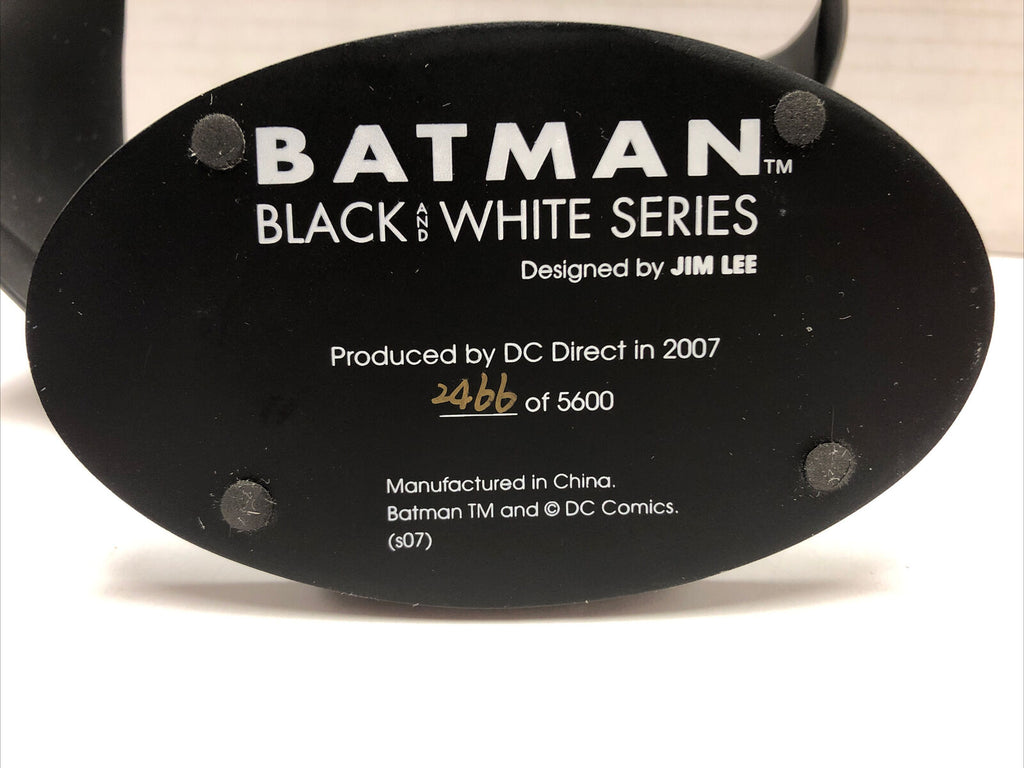 BATMAN™
BLACK AND WHITE SERIES
Designed by JIM LEE
Produced by DC Direct in 2007
2466 of 5600
Manufactured in China.
Batman TM and © DC Comics.
(s07)